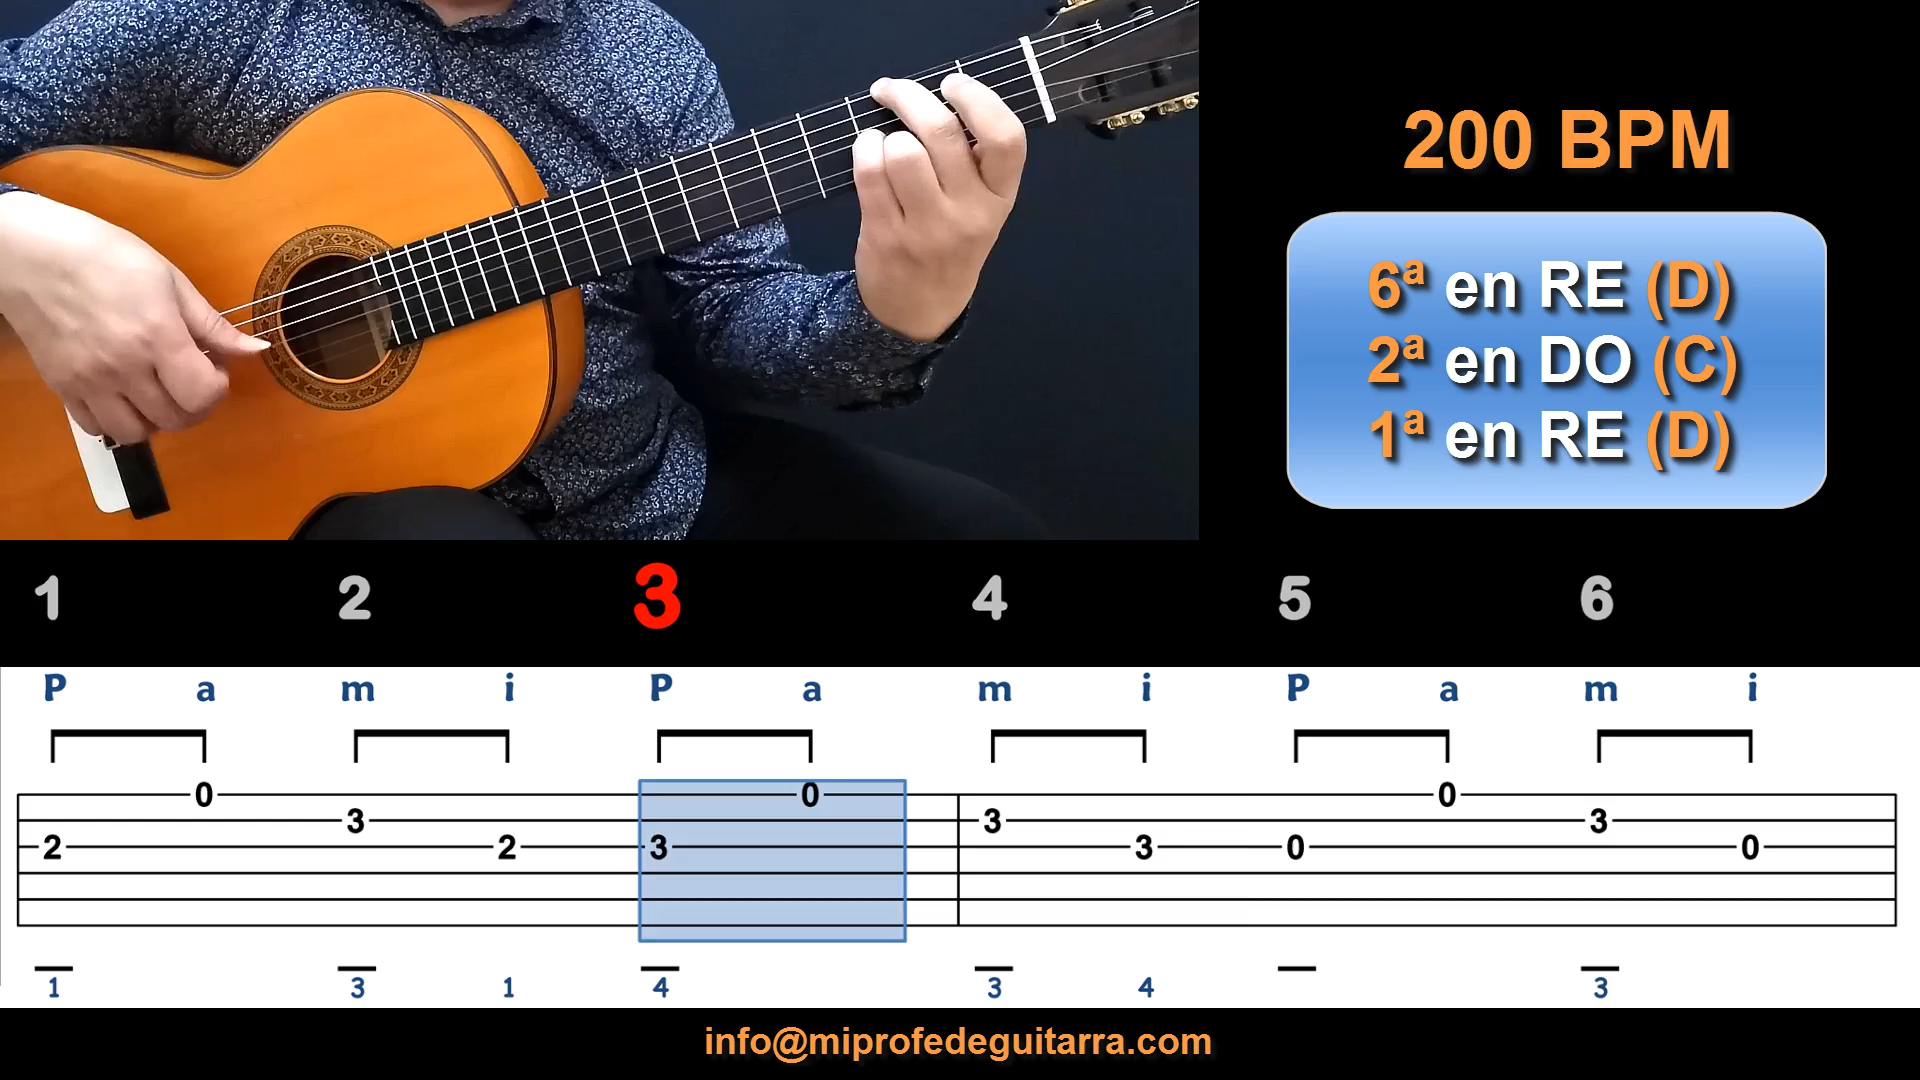 200 BPM
6ª en RE (D)
2ª en DO (C)
1ª en RE (D)
1 2 3 4 5 6
P a m i P a m i P a m i
0 0 0
3 3 3
2 2 3 3 0 0
1 3 1 4 3 4 3
info@miprofedeguitarra.com